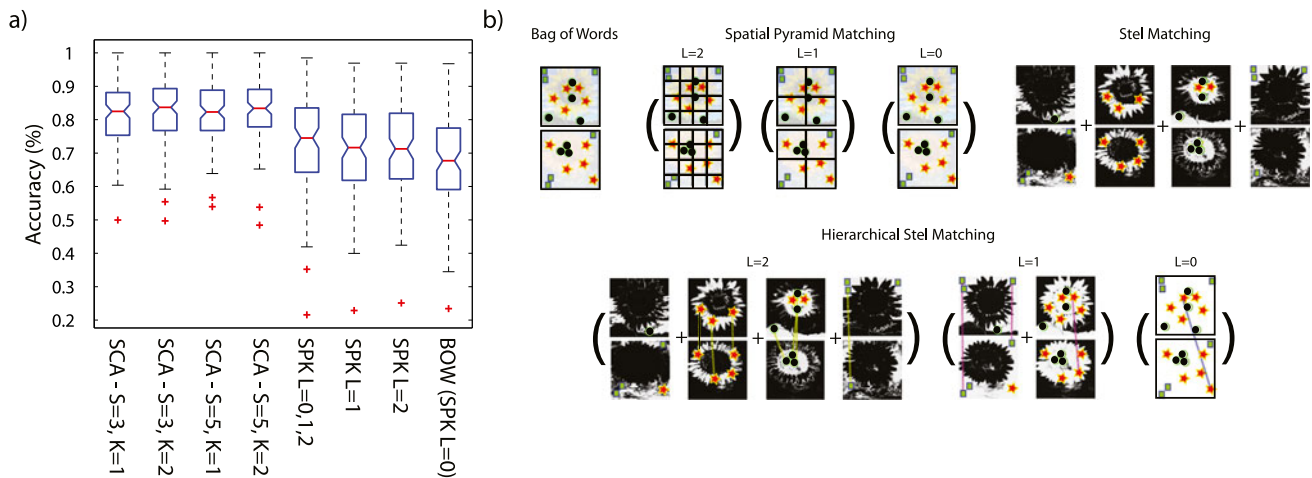 a)
Accuracy (%)
1
0.9
0.8
0.7
0.6
0.5
0.4
0.3
0.2
SCA - S=3, K=1
SCA - S=3, K=2
SCA - S=5, K=1
SCA - S=5, K=2
SPK L=0,1,2
SPK L=1
SPK L=2
BOW (SPK L=0)
b)
Bag of Words
Spatial Pyramid Matching
Stel Matching
L=2
L=1
L=0
( ) ( ) ( )
+ + +
Hierarchical Stel Matching
L=2
L=1
L=0
( + + + ) ( + ) ( )